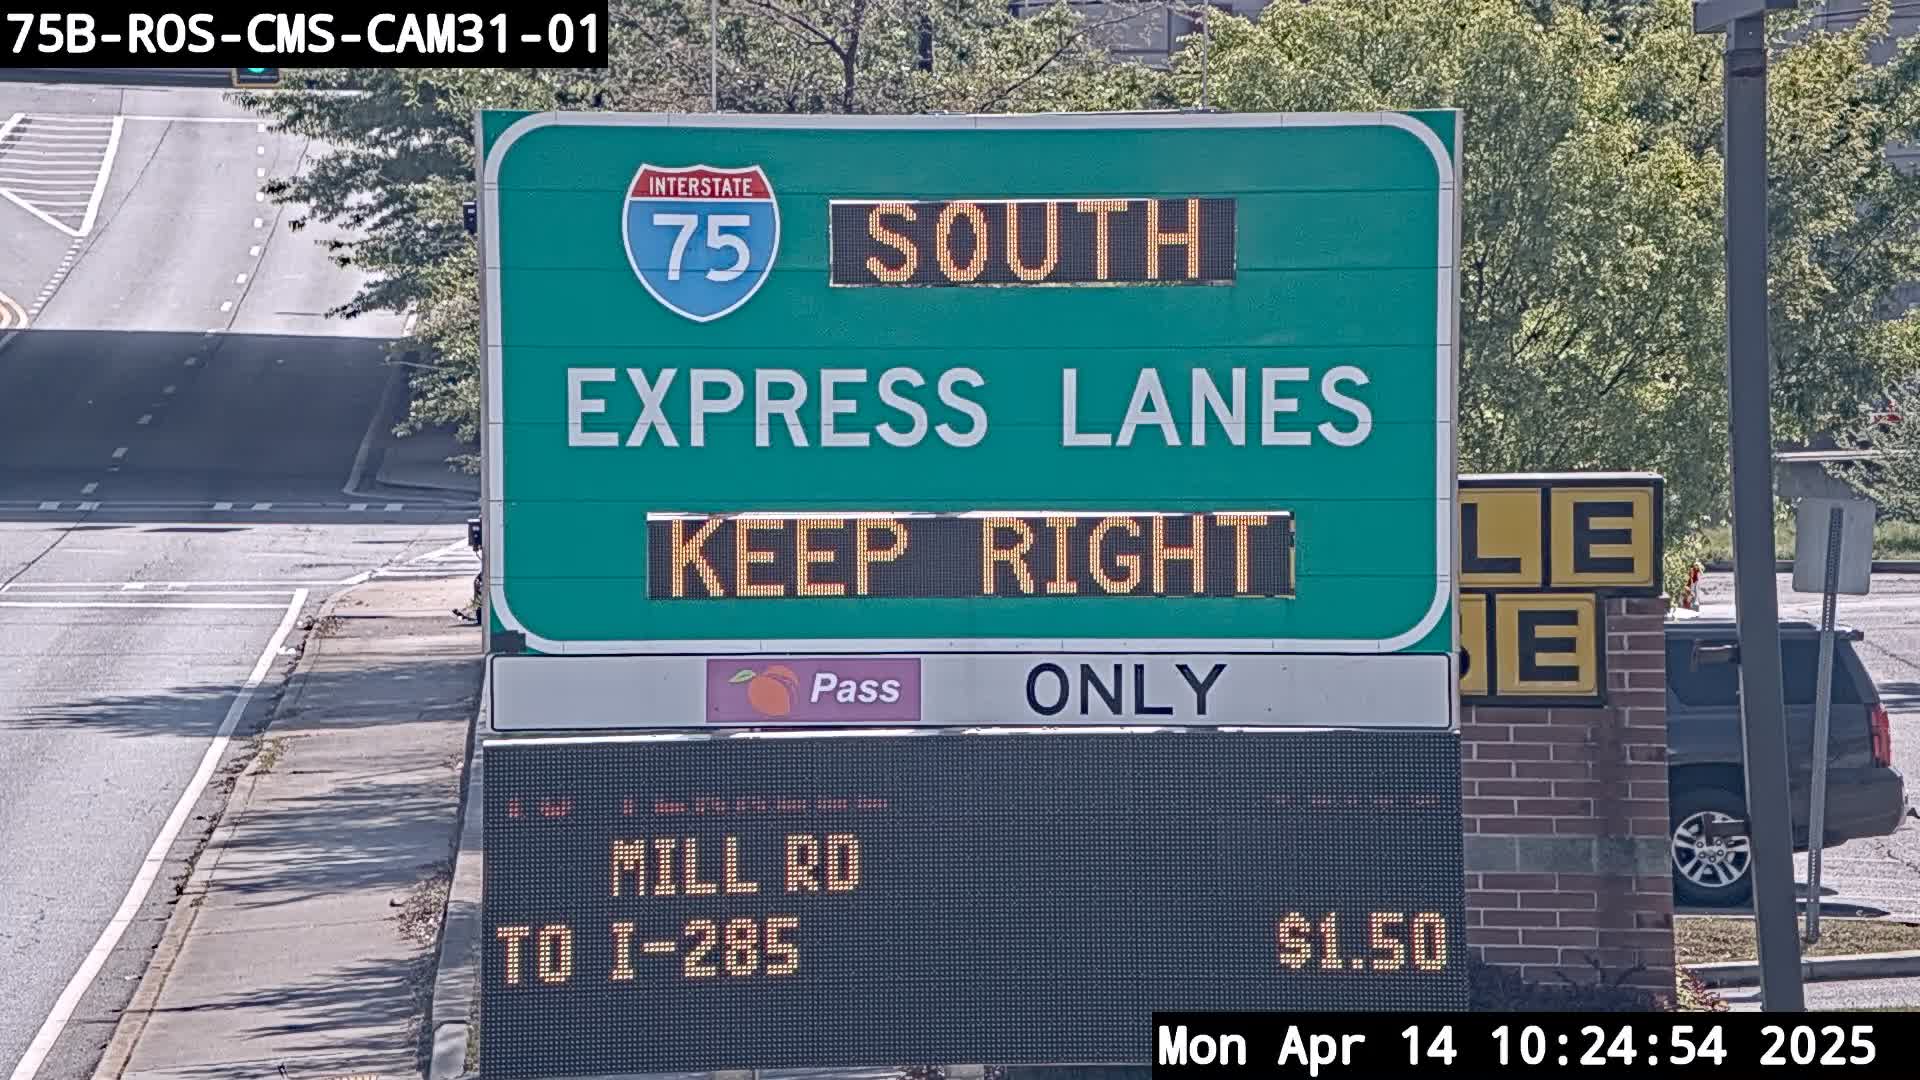 75B-ROS-CMS-CAM31-01
INTERSTATE
75
SOUTH
EXPRESS LANES
KEEP RIGHT
Pass ONLY
MILL RD
TO I-285 $1.50
LE
E
Mon Apr 14 10:24:54 2025